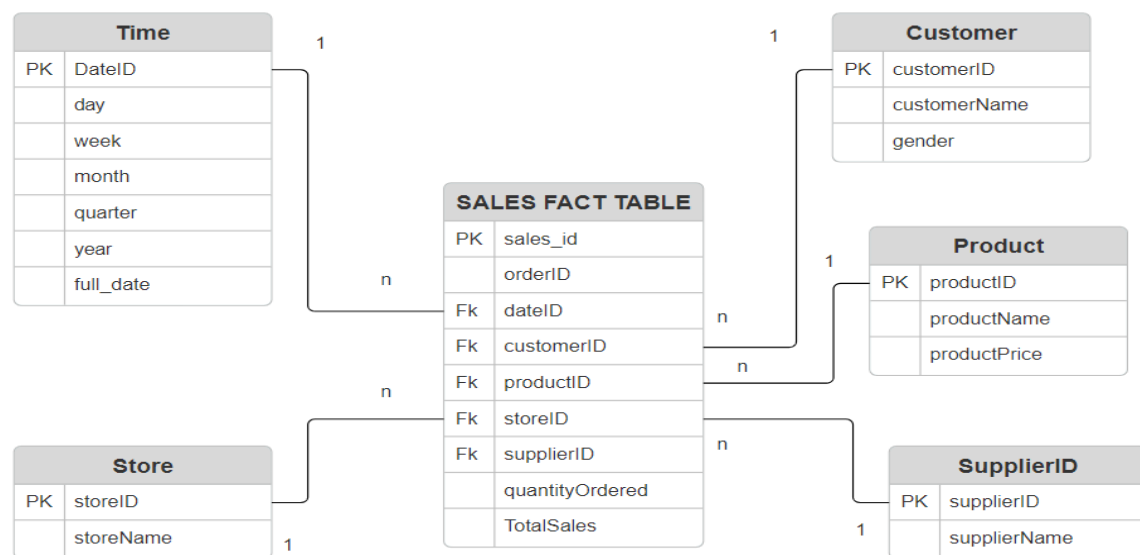 Time
PK DateID
day
week
month
quarter
year
full_date
1
n
Customer
PK customerID
customerName
gender
1
n
SALES FACT TABLE
PK sales_id
orderID
Fk dateID
Fk customerID
Fk productID
Fk storeID
Fk supplierID
quantityOrdered
TotalSales
Product
PK productID
productName
productPrice
1
n
Store
PK storeID
storeName
1
n
SupplierID
PK supplierID
supplierName
1
n